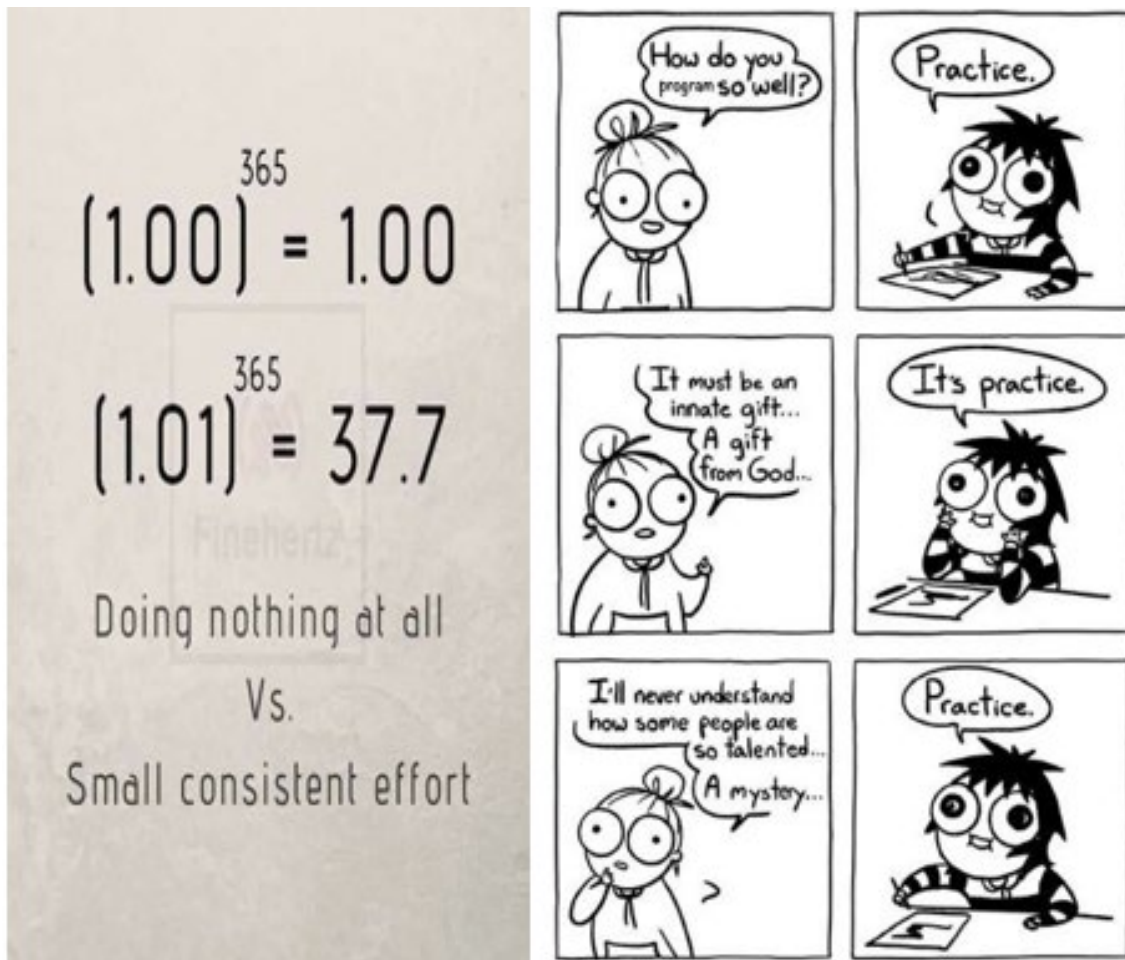 365
(1.00) = 1.00
365
(1.01) = 37.7
Finehertz
Doing nothing at all
Vs.
Small consistent effort
How do you
program so well?
Practice.
It must be an
innate gift...
A gift
from God...
It's practice.
I'll never understand
how some people are
so talented...
A mystery...
Practice.